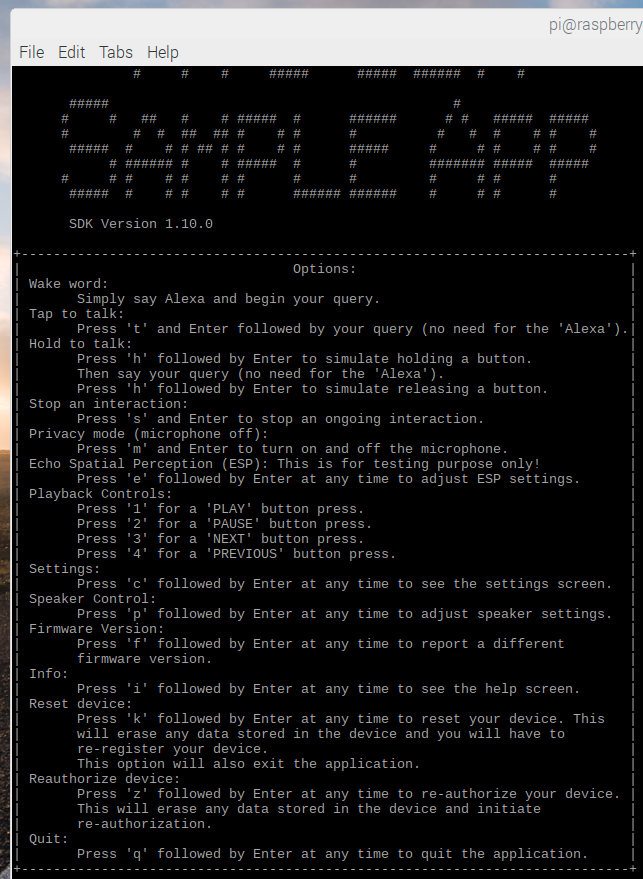 pi@raspberry
File Edit Tabs Help
SAMPLE APP
SDK Version 1.10.0
Options:
Wake word:
Simply say Alexa and begin your query.
Tap to talk:
Press 't' and Enter followed by your query (no need for the 'Alexa').
Hold to talk:
Press 'h' followed by Enter to simulate holding a button.
Then say your query (no need for the 'Alexa').
Press 'h' followed by Enter to simulate releasing a button.
Stop an interaction:
Press 's' and Enter to stop an ongoing interaction.
Privacy mode (microphone off):
Press 'm' and Enter to turn on and off the microphone.
Echo Spatial Perception (ESP): This is for testing purpose only!
Press 'e' followed by Enter at any time to adjust ESP settings.
Playback Controls:
Press '1' for a 'PLAY' button press.
Press '2' for a 'PAUSE' button press.
Press '3' for a 'NEXT' button press.
Press '4' for a 'PREVIOUS' button press.
Settings:
Press 'c' followed by Enter at any time to see the settings screen.
Speaker Control:
Press 'p' followed by Enter at any time to adjust speaker settings.
Firmware Version:
Press 'f' followed by Enter at any time to report a different
firmware version.
Info:
Press 'i' followed by Enter at any time to see the help screen.
Reset device:
Press 'k' followed by Enter at any time to reset your device. This
will erase any data stored in the device and you will have to
re-register your device.
This option will also exit the application.
Reauthorize device:
Press 'z' followed by Enter at any time to re-authorize your device.
This will erase any data stored in the device and initiate
re-authorization.
Quit:
Press 'q' followed by Enter at any time to quit the application.